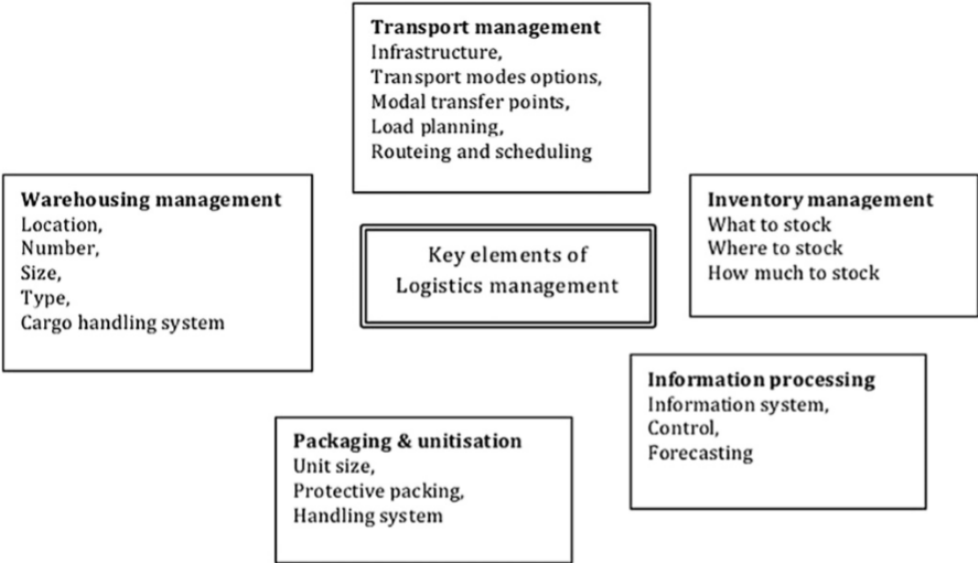 Transport management
Infrastructure,
Transport modes options,
Modal transfer points,
Load planning,
Routeing and scheduling
Warehousing management
Location,
Number,
Size,
Type,
Cargo handling system
Key elements of
Logistics management
Inventory management
What to stock
Where to stock
How much to stock
Information processing
Information system,
Control,
Forecasting
Packaging & unitisation
Unit size,
Protective packing,
Handling system